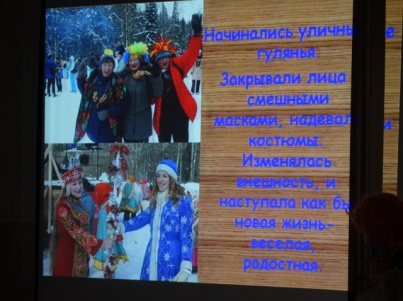 Начинались уличные
гулянья.
Закрывали лица
смешными
масками, надевали
костюмы.
Изменялась
внешность, и
наступала как бы
новая жизнь-
веселая,
радостная.